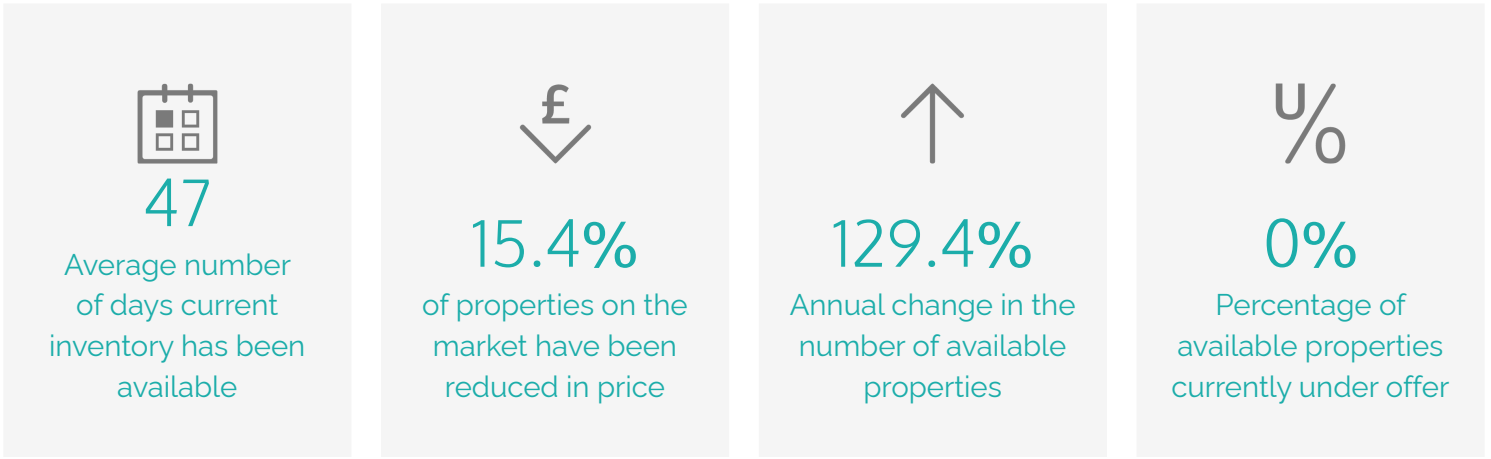 47
Average number
of days current
inventory has been
available
£
15.4%
of properties on the
market have been
reduced in price
129.4%
Annual change in the
number of available
properties
U%
0%
Percentage of
available properties
currently under offer